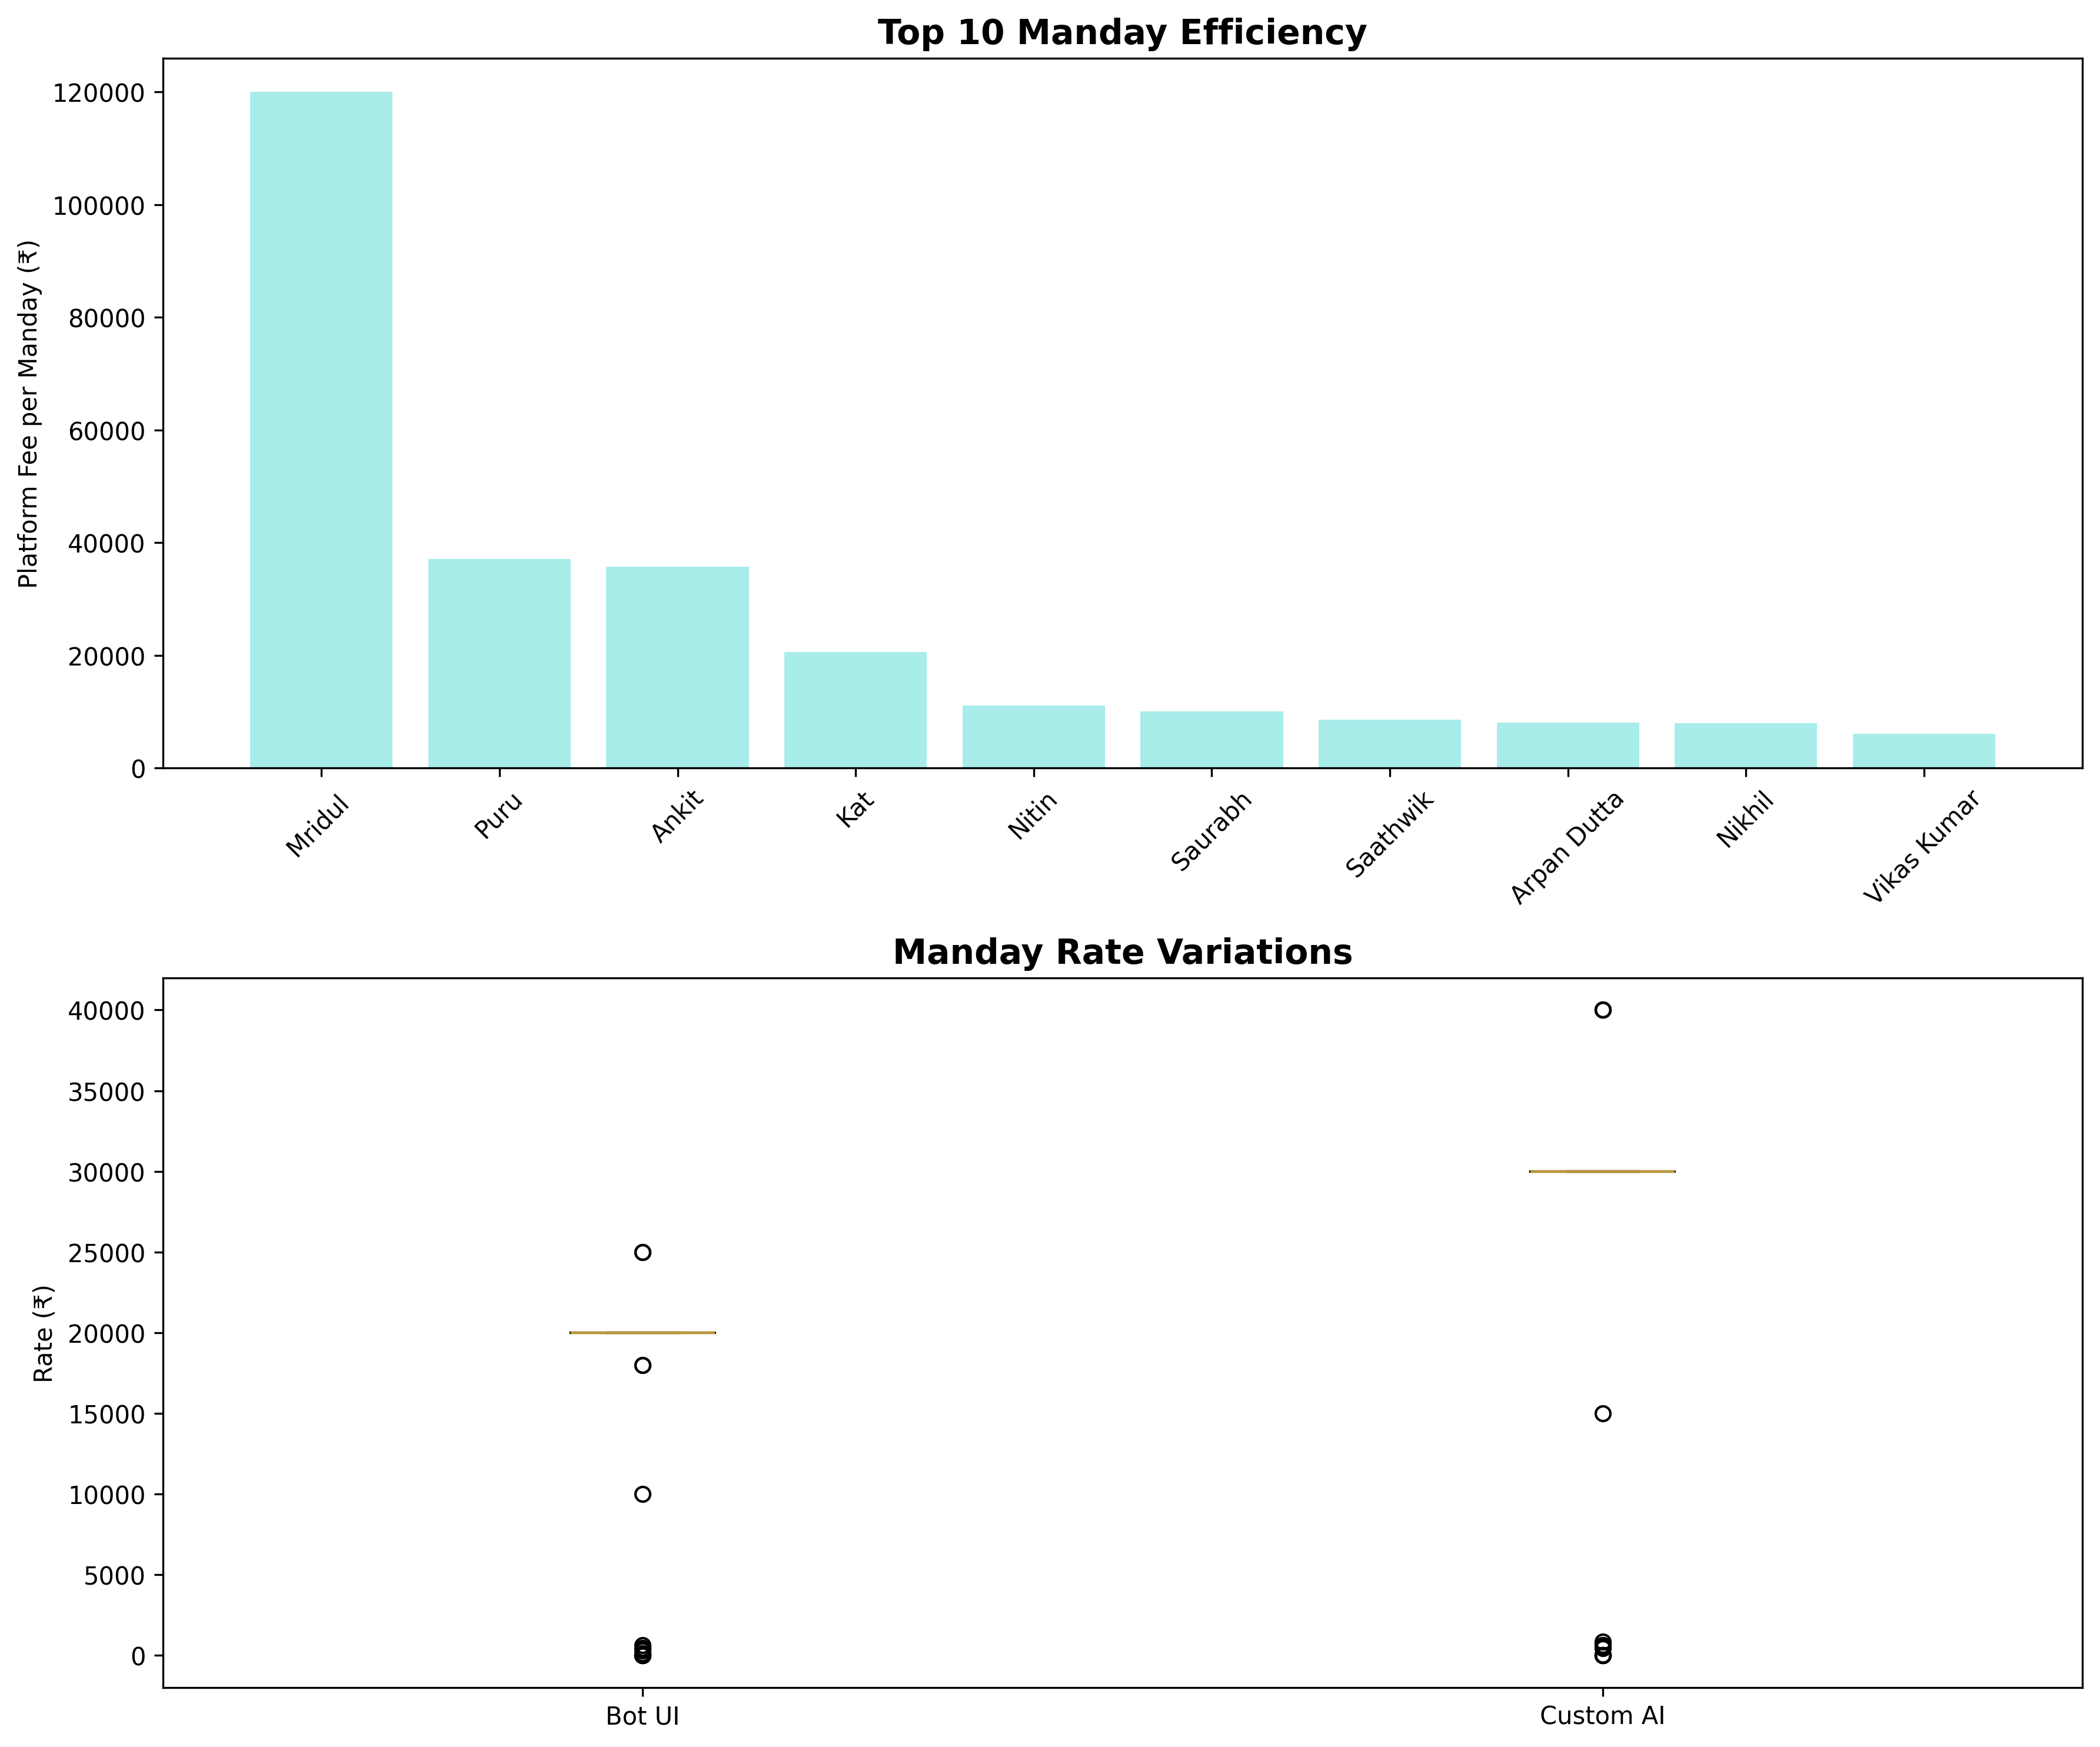 Top 10 Manday Efficiency
Platform Fee per Manday (₹)
120000
100000
80000
60000
40000
20000
0
Mridul
Puru
Ankit
Kat
Nitin
Saurabh
Saathwik
Arpan Dutta
Nikhil
Vikas Kumar
Manday Rate Variations
Rate (₹)
40000
35000
30000
25000
20000
15000
10000
5000
0
Bot UI
Custom AI